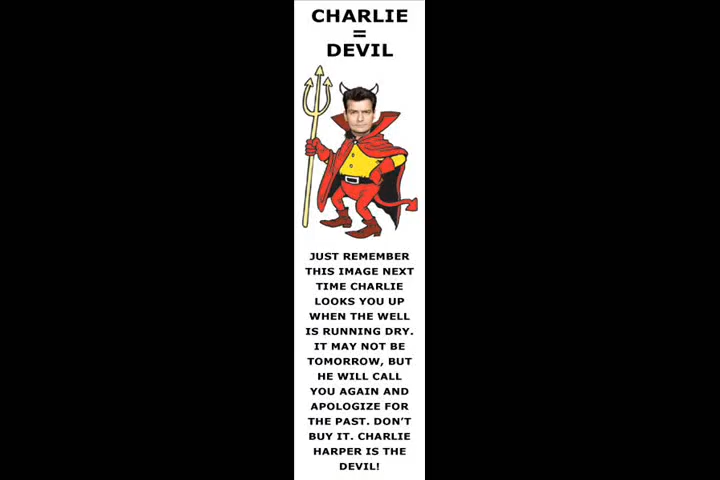 CHARLIE
=
DEVIL
JUST REMEMBER
THIS IMAGE NEXT
TIME CHARLIE
LOOKS YOU UP
WHEN THE WELL
IS RUNNING DRY.
IT MAY NOT BE
TOMORROW, BUT
HE WILL CALL
YOU AGAIN AND
APOLOGIZE FOR
THE PAST. DON'T
BUY IT. CHARLIE
HARPER IS THE
DEVIL!